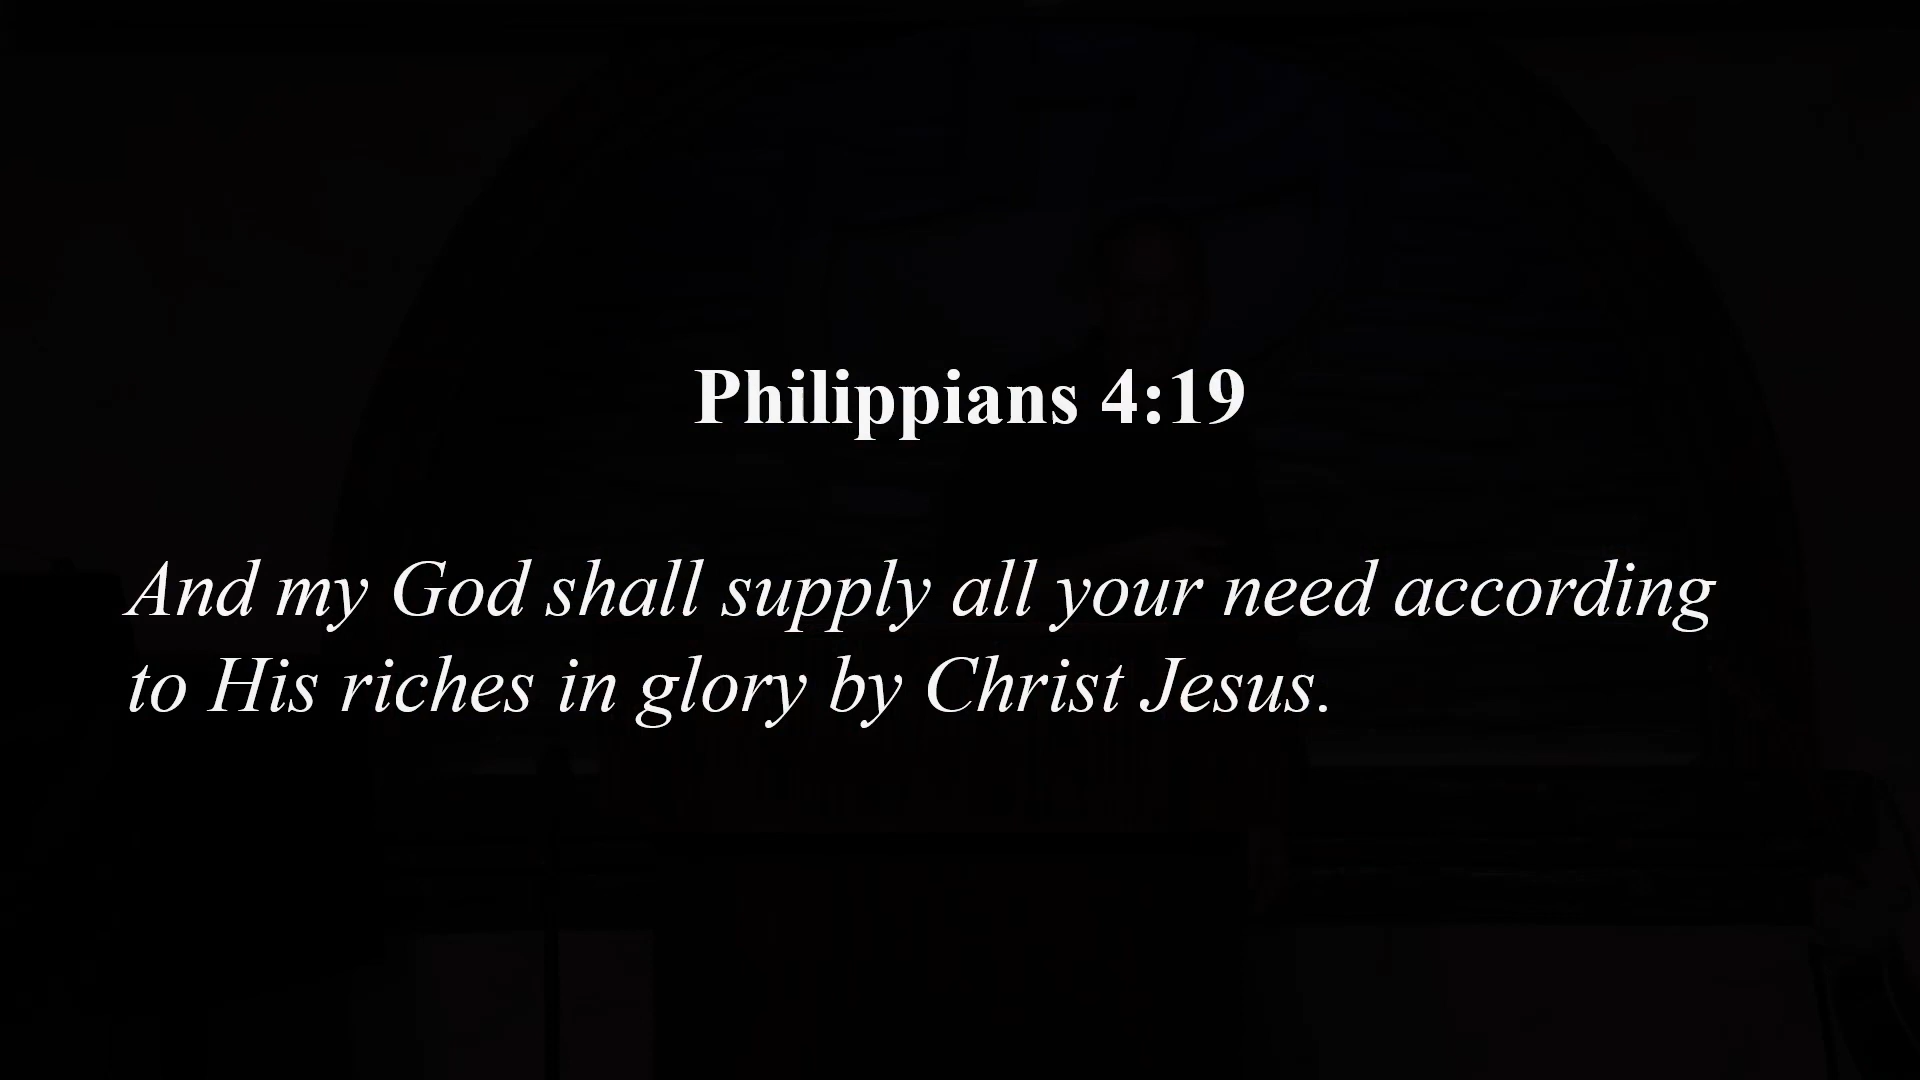 Philippians 4:19
And my God shall supply all your need according
to His riches in glory by Christ Jesus.